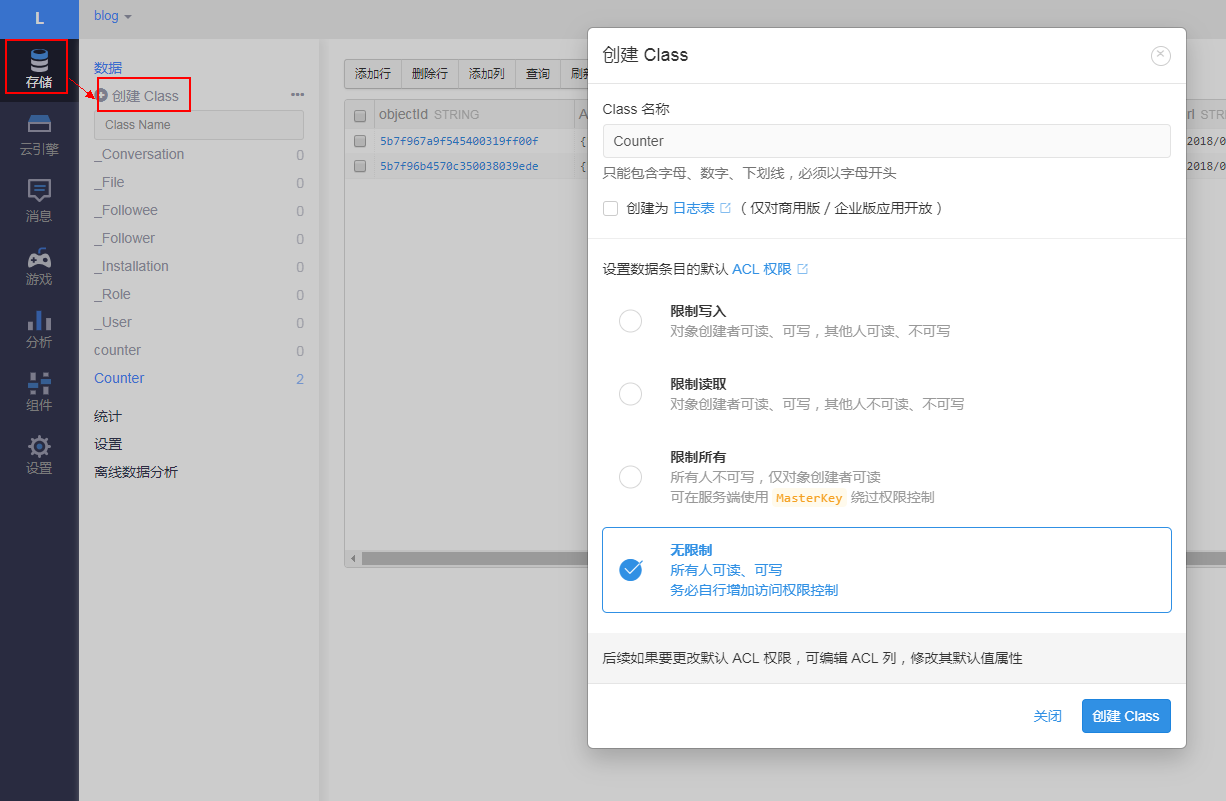 L
blog
存储
云引擎
消息
游戏
分析
组件
设置
数据
创建 Class
Class Name
_Conversation 0
_File 0
_Followee 0
_Follower 0
_Installation 0
_Role 0
_User 0
counter 0
Counter 2
统计
设置
离线数据分析
添加行 删除行 添加列 查询 刷新
objectId STRING A
5b7f967a9f545400319ff00f {
5b7f96b4570c350038039ede {
rl STR
2018/0
2018/0
创建 Class
Class 名称
Counter
只能包含字母、数字、下划线，必须以字母开头
创建为 日志表 （ 仅对商用版 / 企业版应用开放 ）
设置数据条目的默认 ACL 权限
限制写入
对象创建者可读、可写，其他人可读、不可写
限制读取
对象创建者可读、可写，其他人不可读、不可写
限制所有
所有人不可写，仅对象创建者可读
可在服务端使用 MasterKey 绕过权限控制
无限制
所有人可读、可写
务必自行增加访问权限控制
后续如果要更改默认 ACL 权限，可编辑 ACL 列，修改其默认值属性
关闭
创建 Class